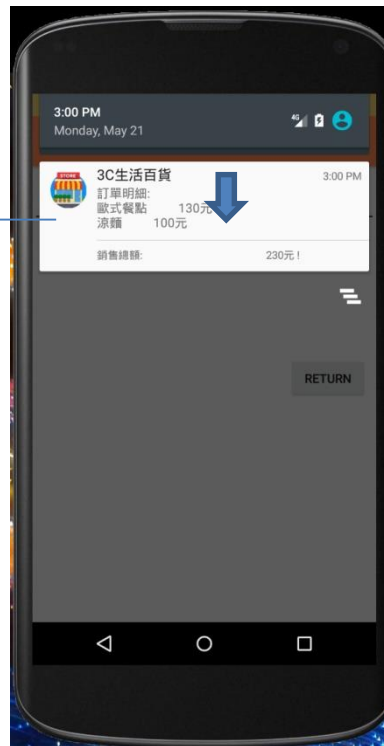 3:00 PM
Monday, May 21
4G
STORE
3C生活百貨 3:00 PM
訂單明細:
歐式餐點 130元
涼麵 100元
銷售總額: 230元!
RETURN